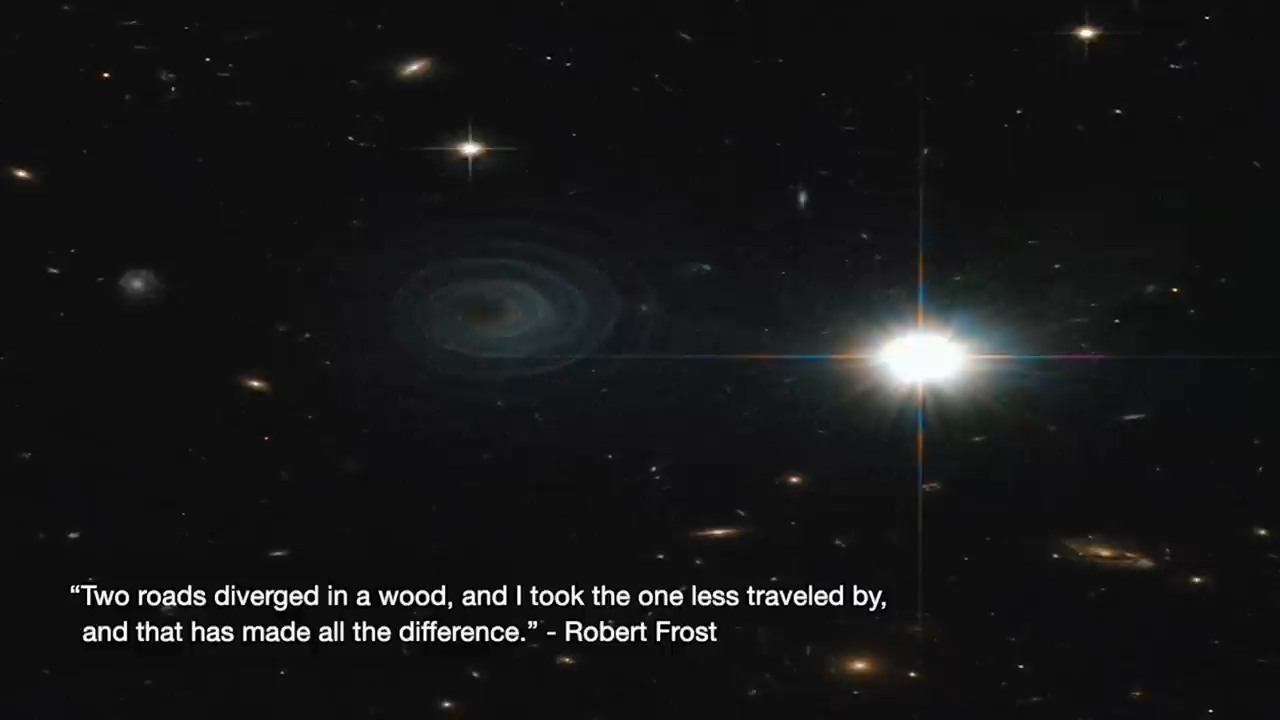 “Two roads diverged in a wood, and I took the one less traveled by,
and that has made all the difference.” - Robert Frost